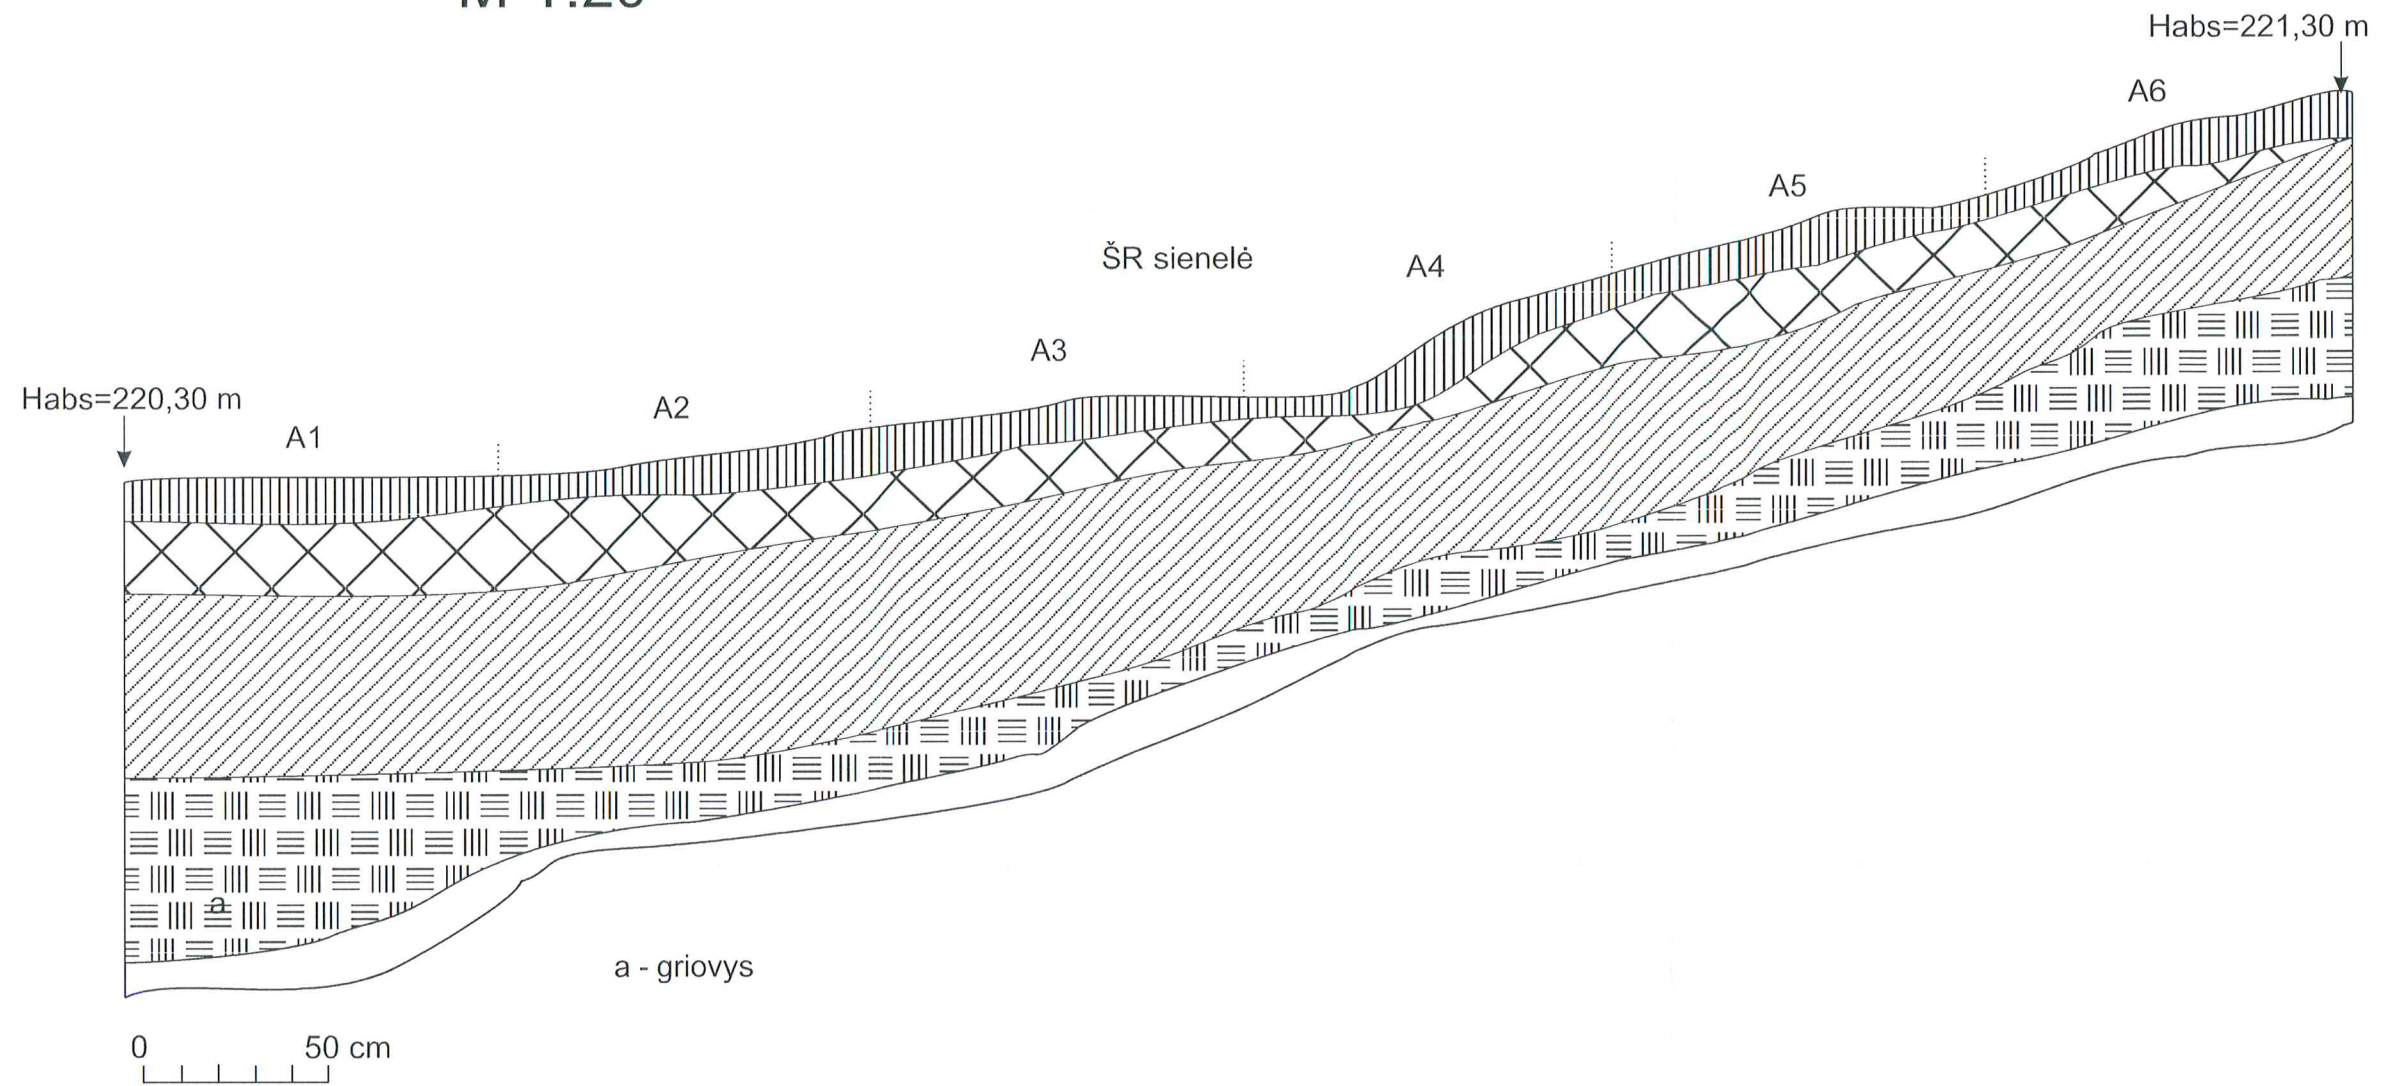 Habs=221,30 m
A6
A5
ŠR sienelė
A4
A3
Habs=220,30 m
A2
A1
a
a - griovys
0 50 cm